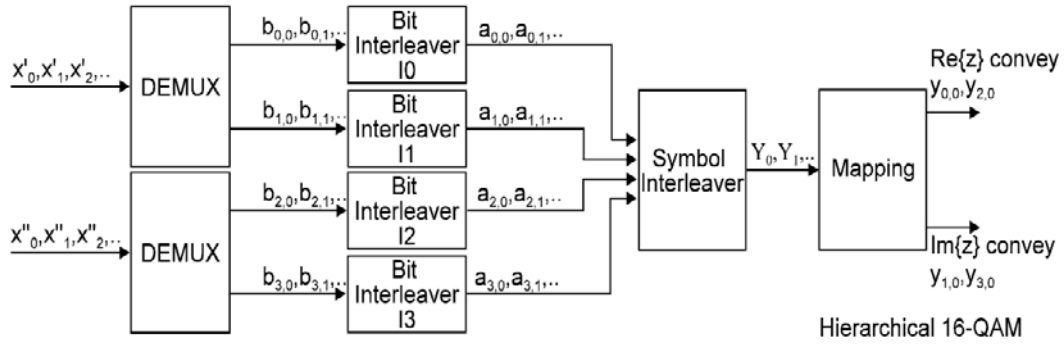 x'₀,x'₁,x'₂,..
DEMUX
b₀,₀,b₀,₁,..
Bit
Interleaver
I0
a₀,₀,a₀,₁,..
b₁,₀,b₁,₁,..
Bit
Interleaver
I1
a₁,₀,a₁,₁,..
x"₀,x"₁,x"₂,..
DEMUX
b₂,₀,b₂,₁,..
Bit
Interleaver
I2
a₂,₀,a₂,₁,..
b₃,₀,b₃,₁,..
Bit
Interleaver
I3
a₃,₀,a₃,₁,..
Symbol
Interleaver
Y₀,Y₁,..
Mapping
Re{z} convey
y₀,₀,y₂,₀
Im{z} convey
y₁,₀,y₃,₀
Hierarchical 16-QAM